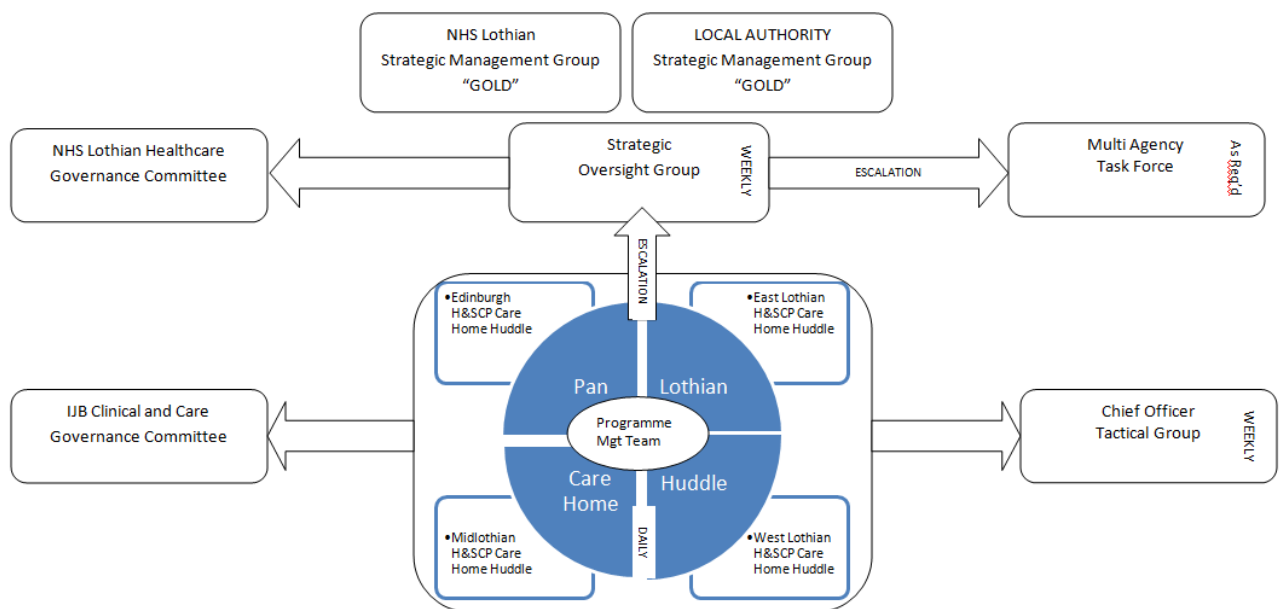 NHS Lothian
Strategic Management Group
“GOLD”
LOCAL AUTHORITY
Strategic Management Group
“GOLD”
NHS Lothian Healthcare
Governance Committee
Strategic
Oversight Group
WEEKLY
ESCALATION
Multi Agency
Task Force
As Req'd
ESCALATION
•Edinburgh
H&SCP Care
Home Huddle
•East Lothian
H&SCP Care
Home Huddle
Pan
Lothian
IJB Clinical and Care
Governance Committee
Programme
Mgt Team
Chief Officer
Tactical Group
WEEKLY
Care
Home
Huddle
DAILY
•Midlothian
H&SCP Care
Home Huddle
•West Lothian
H&SCP Care
Home Huddle